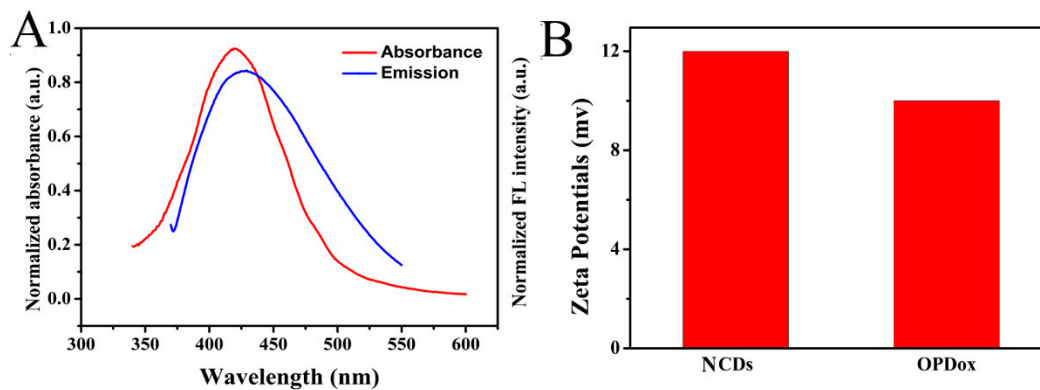 A
Normalized absorbance (a.u.)
1.0
0.8
0.6
0.4
0.2
0.0
Absorbance
Emission
300
350
400
450
500
550
600
Wavelength (nm)
Normalized FL intensity (a.u.)
B
Zeta Potentials (mv)
12
8
4
0
NCDs
OPDox